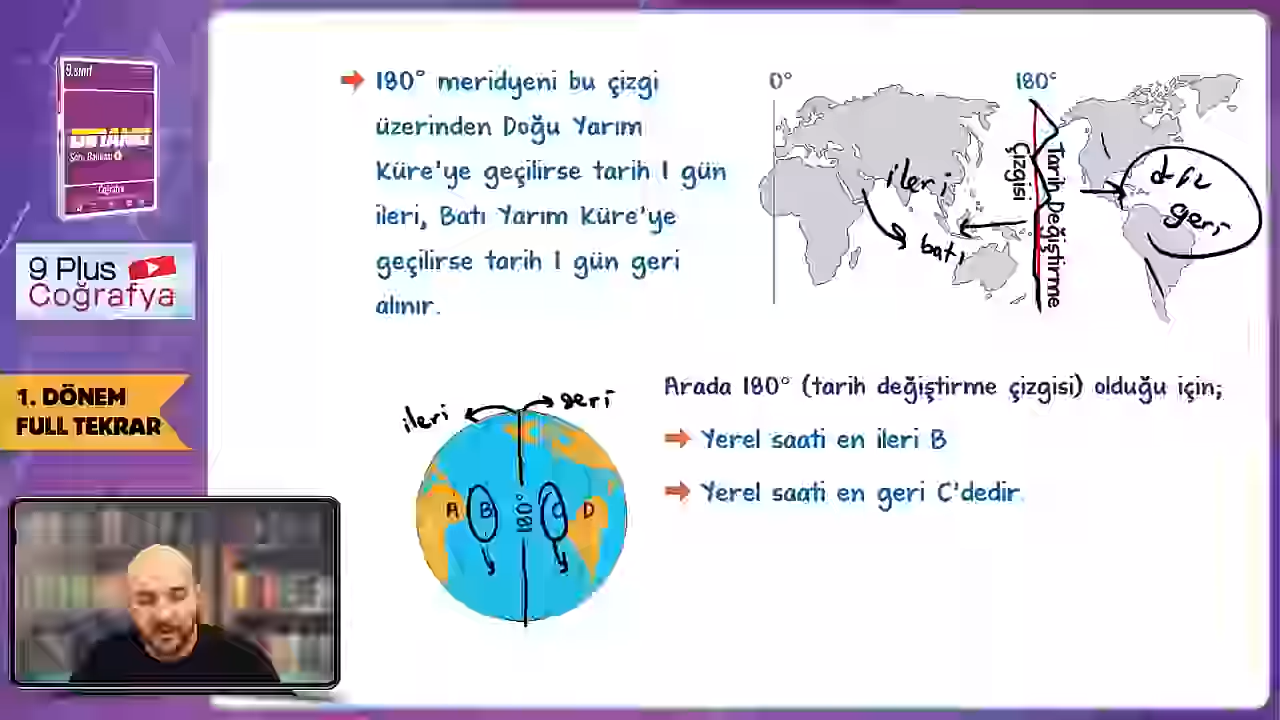 9.sınıf
Soru Bankası
Coğrafya
9 Plus
Coğrafya
1. DÖNEM
FULL TEKRAR
180° meridyeni bu çizgi
üzerinden Doğu Yarım
Küre'ye geçilirse tarih 1 gün
ileri, Batı Yarım Küre'ye
geçilirse tarih 1 gün geri
alınır.
0°
180°
Tarih Değiştirme
Çizgisi
ileri
batı
geri
ileri
geri
A
B
180°
C
D
Arada 180° (tarih değiştirme çizgisi) olduğu için;
Yerel saati en ileri B
Yerel saati en geri C'dedir.